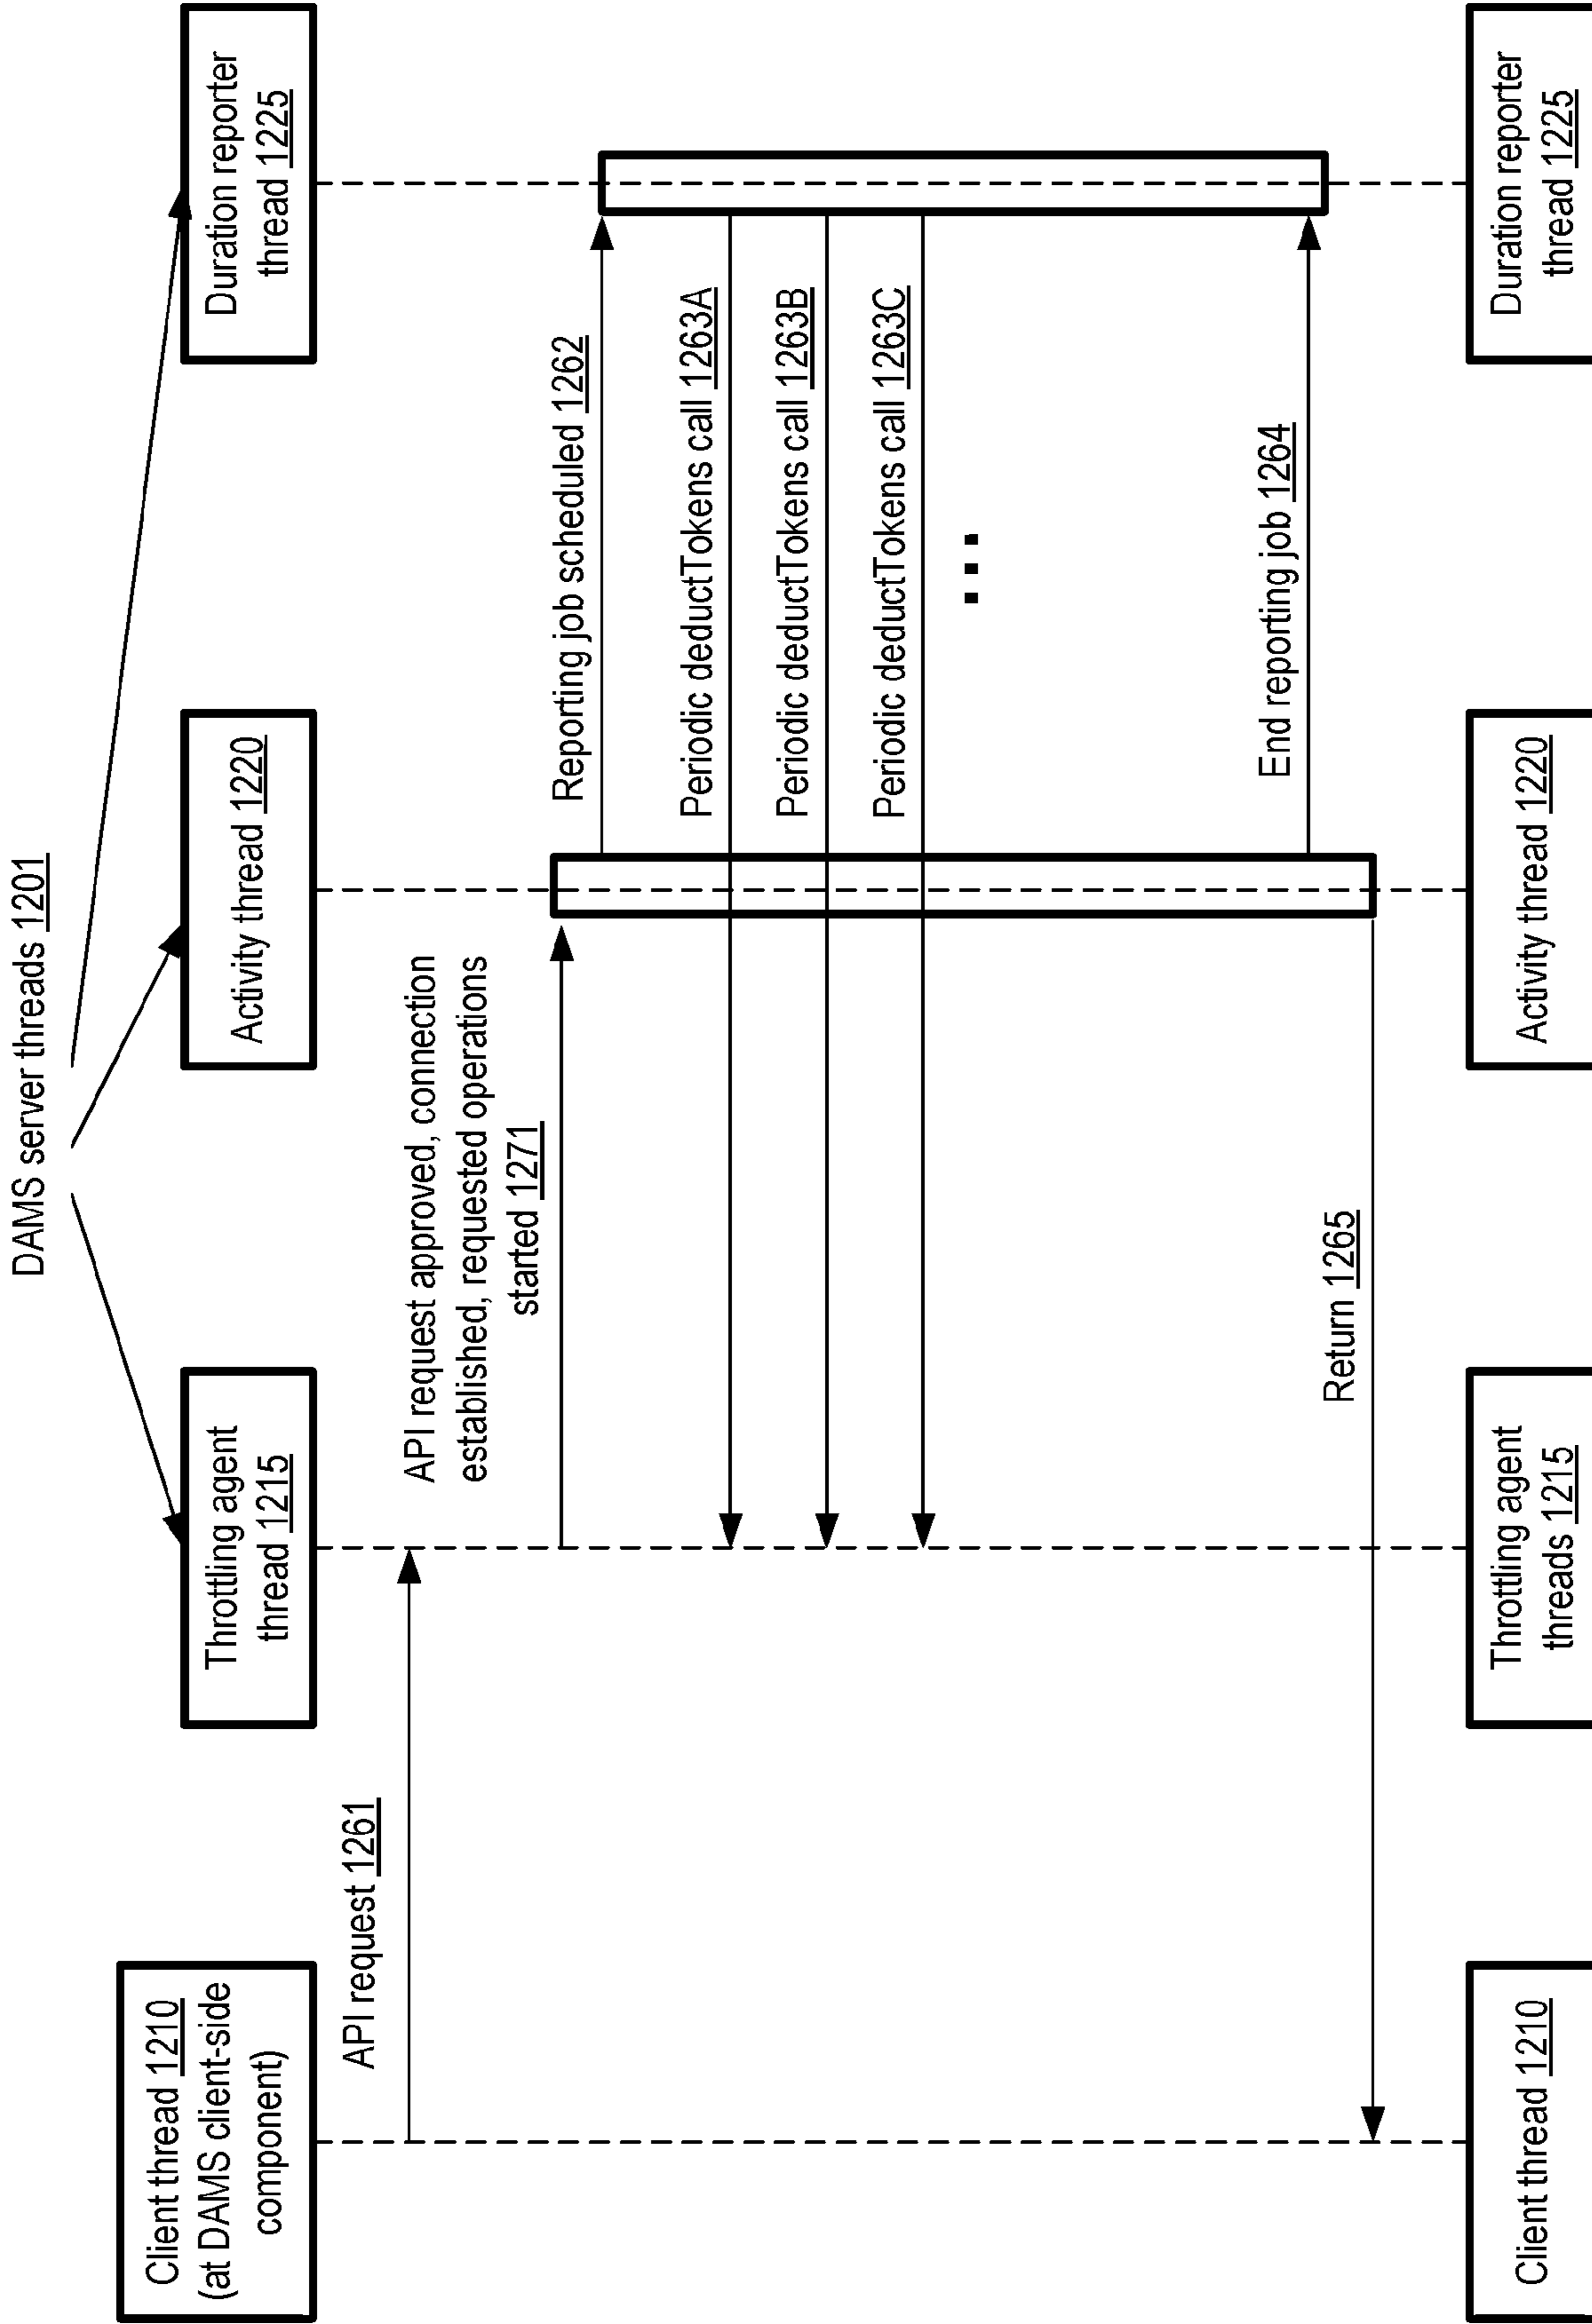 DAMS server threads 1201
Client thread 1210
(at DAMS client-side
component)
Throttling agent
thread 1215
Activity thread 1220
Duration reporter
thread 1225
API request 1261
API request approved, connection
established, requested operations
started 1271
Reporting job scheduled 1262
Periodic deductTokens call 1263A
Periodic deductTokens call 1263B
Periodic deductTokens call 1263C
...
End reporting job 1264
Return 1265
Client thread 1210
Throttling agent
threads 1215
Activity thread 1220
Duration reporter
thread 1225